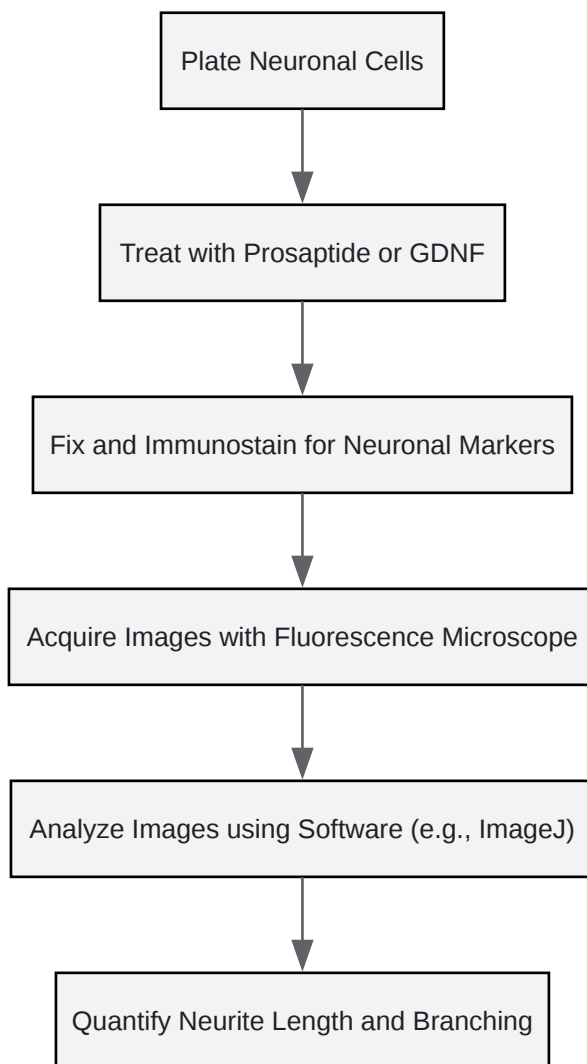 Plate Neuronal Cells
Treat with Prosaptide or GDNF
Fix and Immunostain for Neuronal Markers
Acquire Images with Fluorescence Microscope
Analyze Images using Software (e.g., ImageJ)
Quantify Neurite Length and Branching